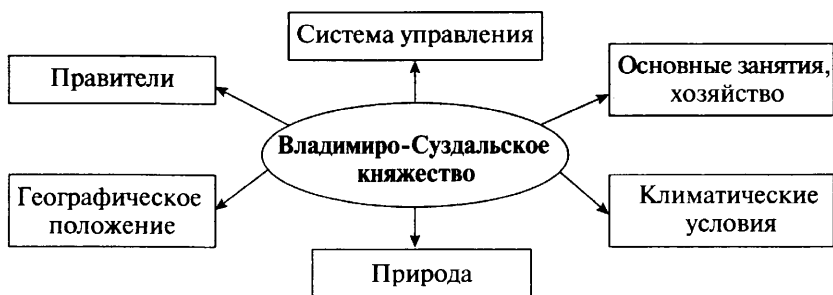 Система управления
Правители
Основные занятия,
хозяйство
Владимиро-Суздальское
княжество
Географическое
положение
Климатические
условия
Природа